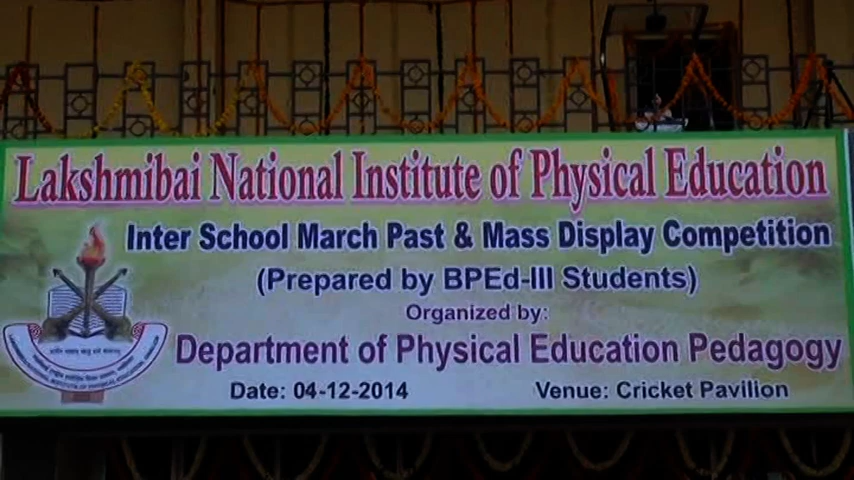 Lakshmibai National Institute of Physical Education
Inter School March Past & Mass Display Competition
(Prepared by BPEd-III Students)
Organized by:
Department of Physical Education Pedagogy
Date: 04-12-2014
Venue: Cricket Pavilion